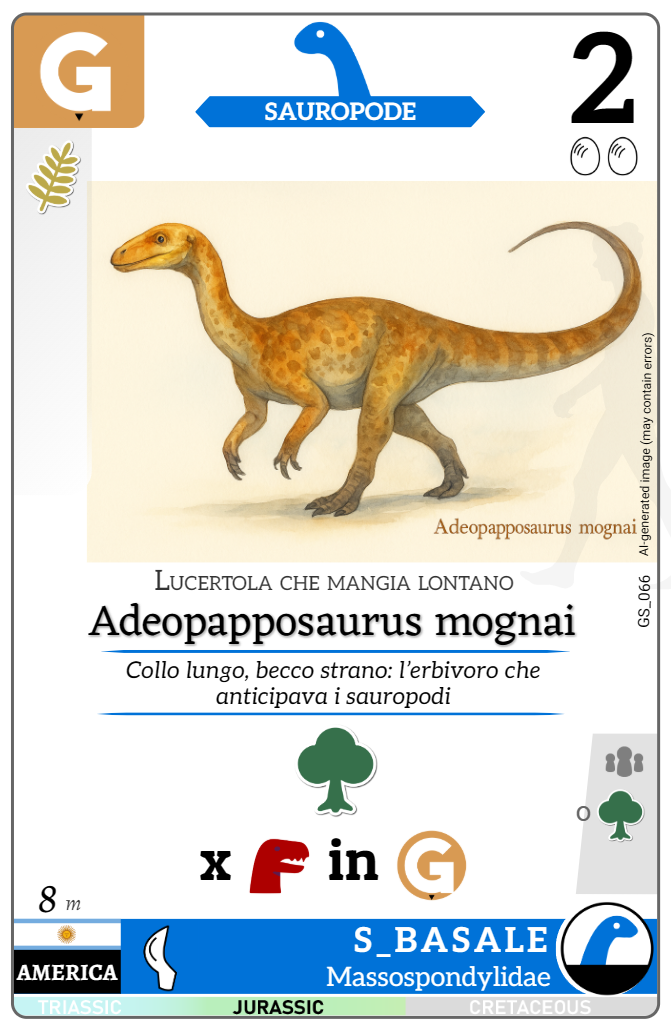 G
SAUROPODE
2
Adeopapposaurus mognai
AI-generated image (may contain errors)
GS_066
Lucertola che mangia lontano
Adeopapposaurus mognai
Collo lungo, becco strano: l'erbivoro che
anticipava i sauropodi
o
x in G
8 m
AMERICA
S_BASALE
Massospondylidae
TRIASSIC JURASSIC CRETACEOUS